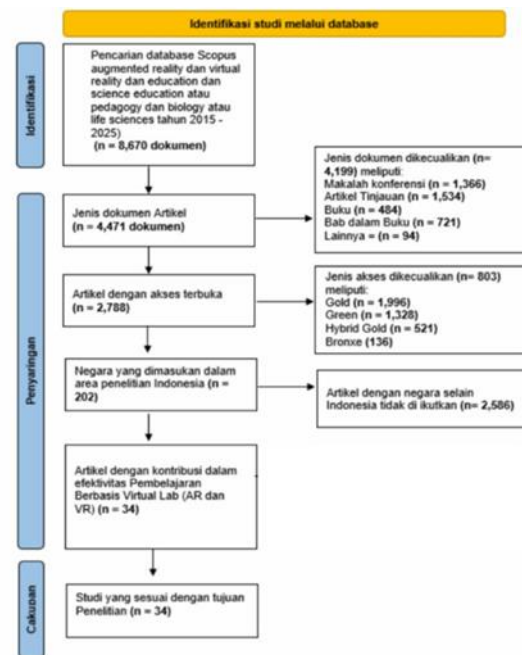 Identifikasi studi melalui database
Identifikasi
Pencarian database Scopus
augmented reality dan virtual
reality dan education dan
science education atau
pedagogy dan biology atau
life sciences tahun 2015 -
2025)
(n = 8,670 dokumen)
Penyaringan
Jenis dokumen Artikel
(n = 4,471 dokumen)
Jenis dokumen dikecualikan (n=
4,199) meliputi:
Makalah konferensi (n = 1,366)
Artikel Tinjauan (n = 1,534)
Buku (n = 484)
Bab dalam Buku (n = 721)
Lainnya = (n = 94)
Artikel dengan akses terbuka
(n = 2,788)
Jenis akses dikecualikan (n= 803)
meliputi:
Gold (n = 1,996)
Green (n = 1,328)
Hybrid Gold (n = 521)
Bronxe (136)
Negara yang dimasukan dalam
area penelitian Indonesia (n =
202)
Artikel dengan negara selain
Indonesia tidak di ikutkan (n= 2,586)
Artikel dengan kontribusi dalam
efektivitas Pembelajaran
Berbasis Virtual Lab (AR dan
VR) (n = 34)
Cakupan
Studi yang sesuai dengan tujuan
Penelitian (n = 34)